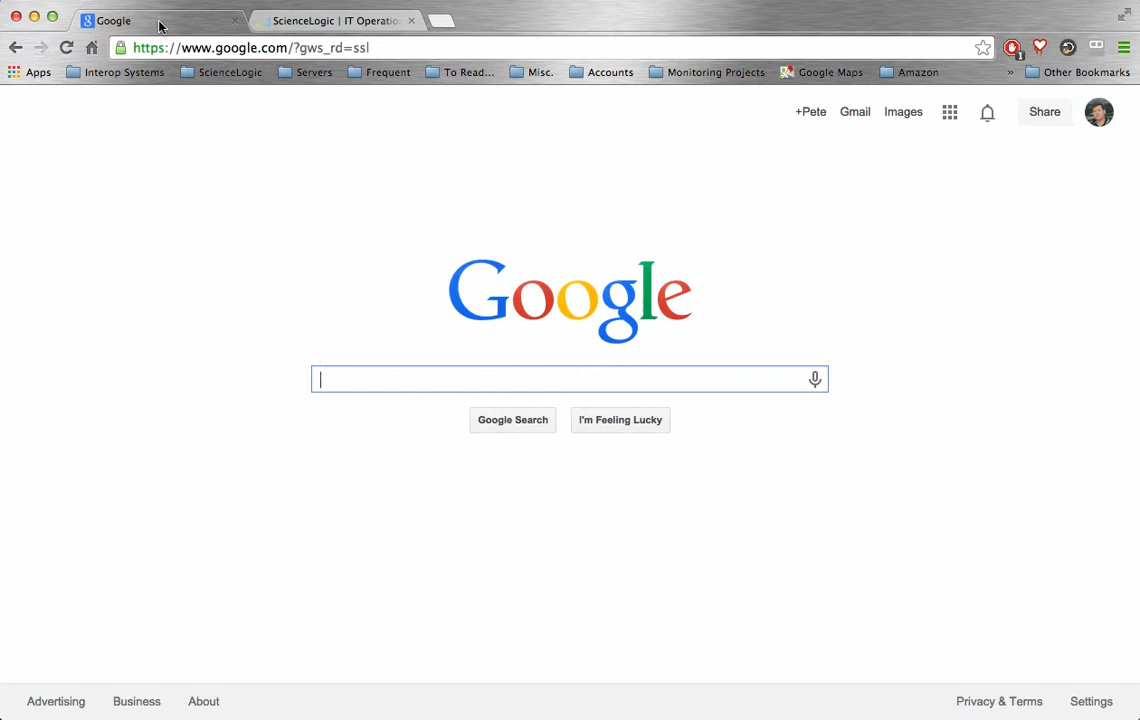 Google
ScienceLogic | IT Operatio
https://www.google.com/?gws_rd=ssl
1
Apps Interop Systems ScienceLogic Servers Frequent To Read... Misc. Accounts Monitoring Projects Google Maps Amazon » Other Bookmarks
+Pete Gmail Images Share
Google
Google Search I'm Feeling Lucky
Advertising Business About Privacy & Terms Settings